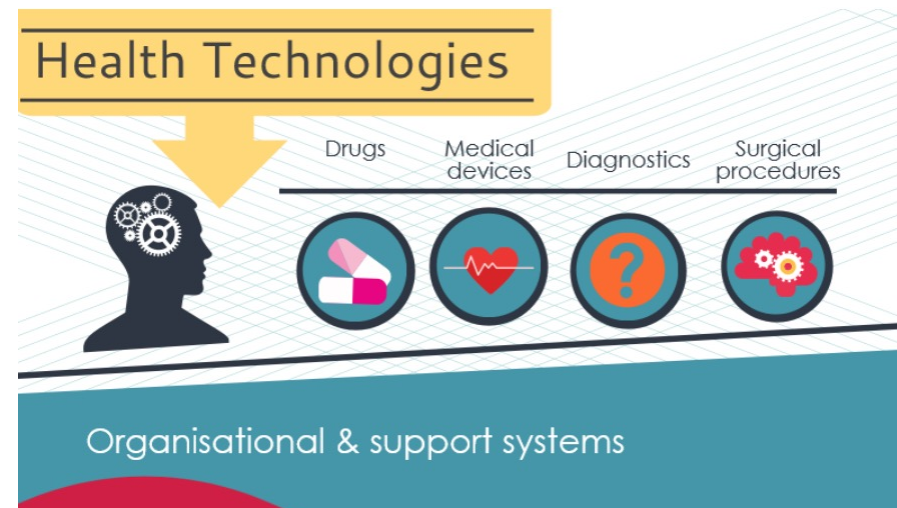 Health Technologies
Drugs
Medical
devices
Diagnostics
Surgical
procedures
?
Organisational & support systems